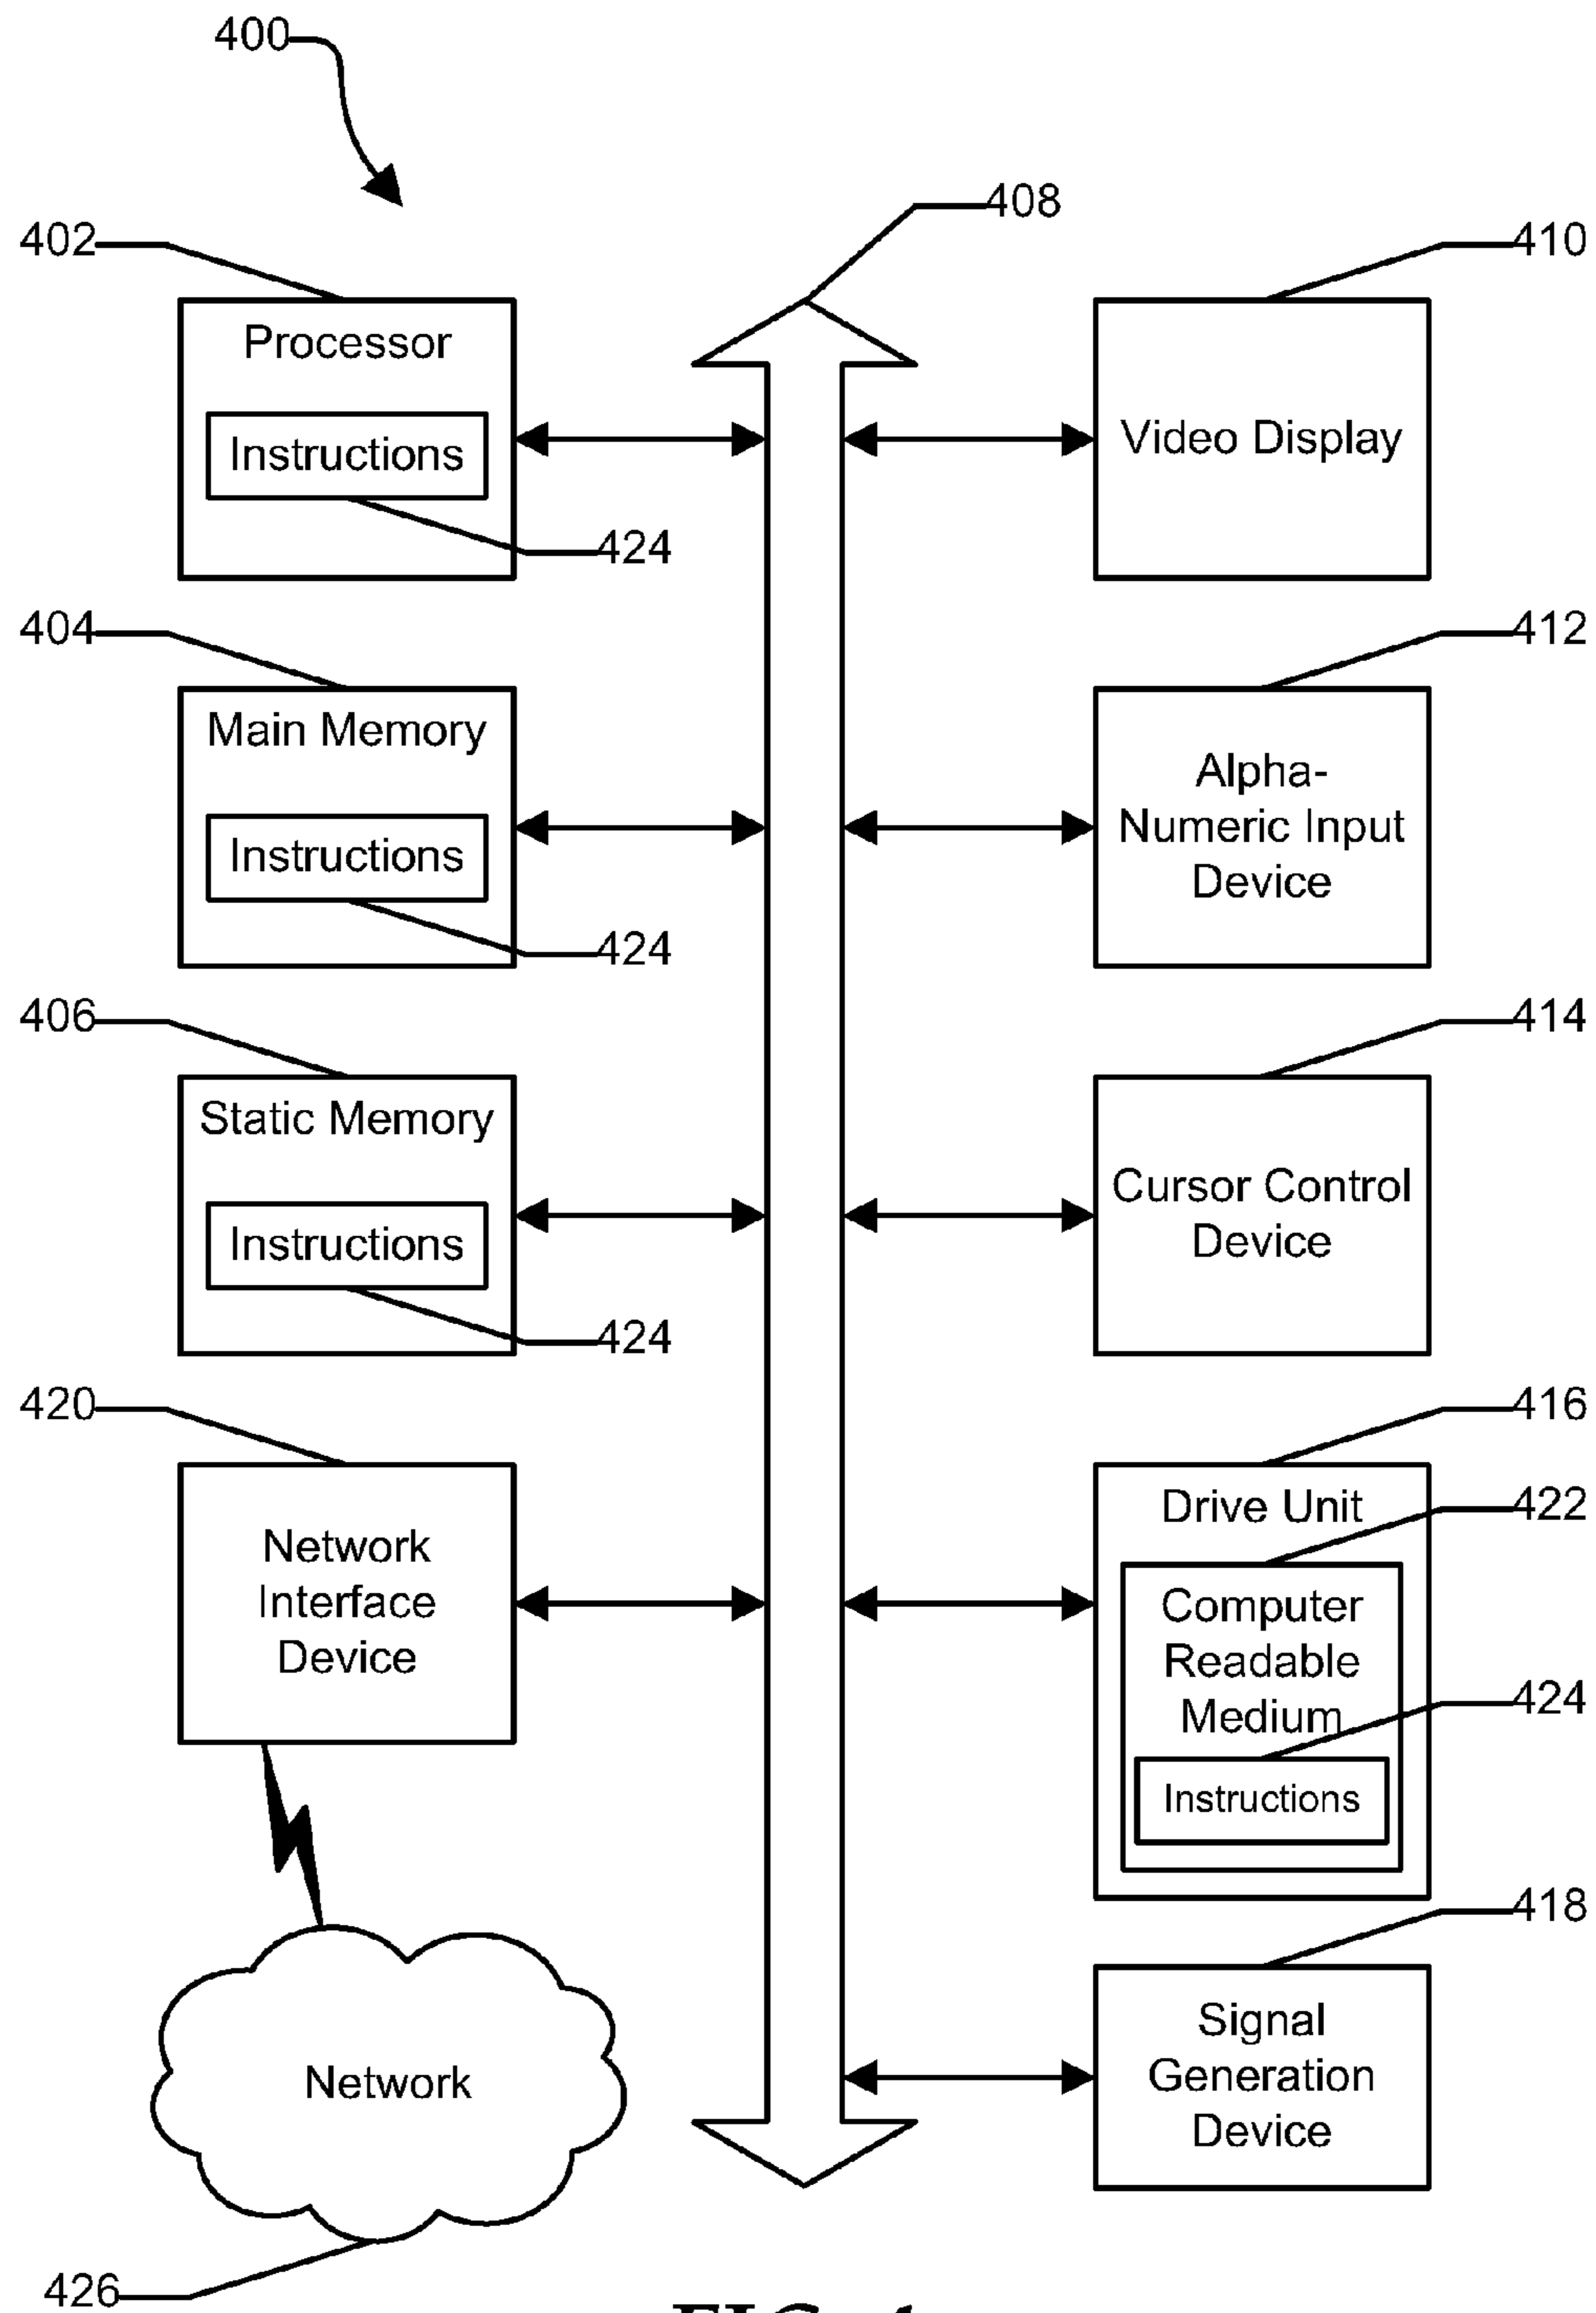 400
408
402
410
Processor
Instructions
424
Video Display
404
412
Main Memory
Instructions
424
Alpha-
Numeric Input
Device
406
414
Static Memory
Instructions
424
Cursor Control
Device
420
416
Network
Interface
Device
Drive Unit
422
Computer
Readable
Medium
424
Instructions
418
Network
Signal
Generation
Device
426